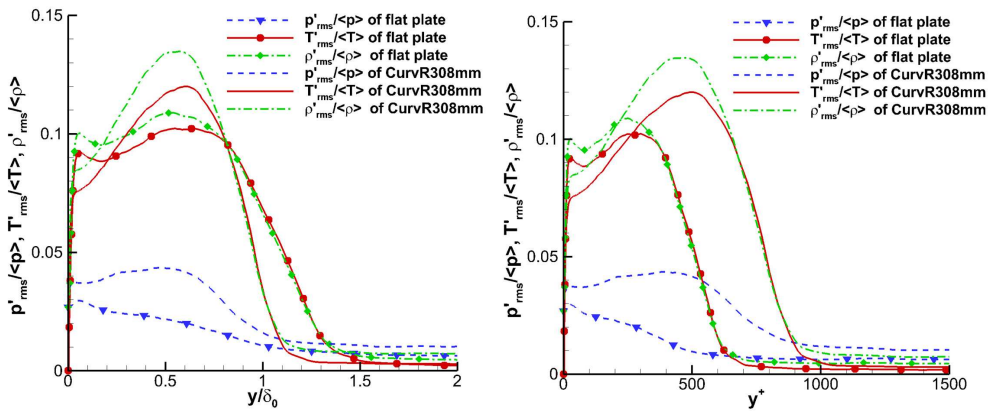 p'rms/<p> of flat plate
T'rms/<T> of flat plate
ρ'rms/<ρ> of flat plate
p'rms/<p> of CurvR308mm
T'rms/<T> of CurvR308mm
ρ'rms/<ρ> of CurvR308mm
p'rms/<p>, T'rms/<T>, ρ'rms/<ρ>
0.15
0.1
0.05
0
0 0.5 1 1.5 2
y/δ0
p'rms/<p> of flat plate
T'rms/<T> of flat plate
ρ'rms/<ρ> of flat plate
p'rms/<p> of CurvR308mm
T'rms/<T> of CurvR308mm
ρ'rms/<ρ> of CurvR308mm
p'rms/<p>, T'rms/<T>, ρ'rms/<ρ>
0.15
0.1
0.05
0
0 500 1000 1500
y+